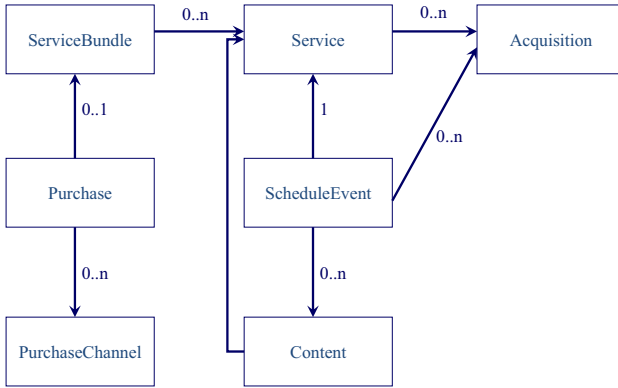 0..n
0..n
ServiceBundle
Service
Acquisition
0..1
1
0..n
Purchase
ScheduleEvent
0..n
0..n
PurchaseChannel
Content